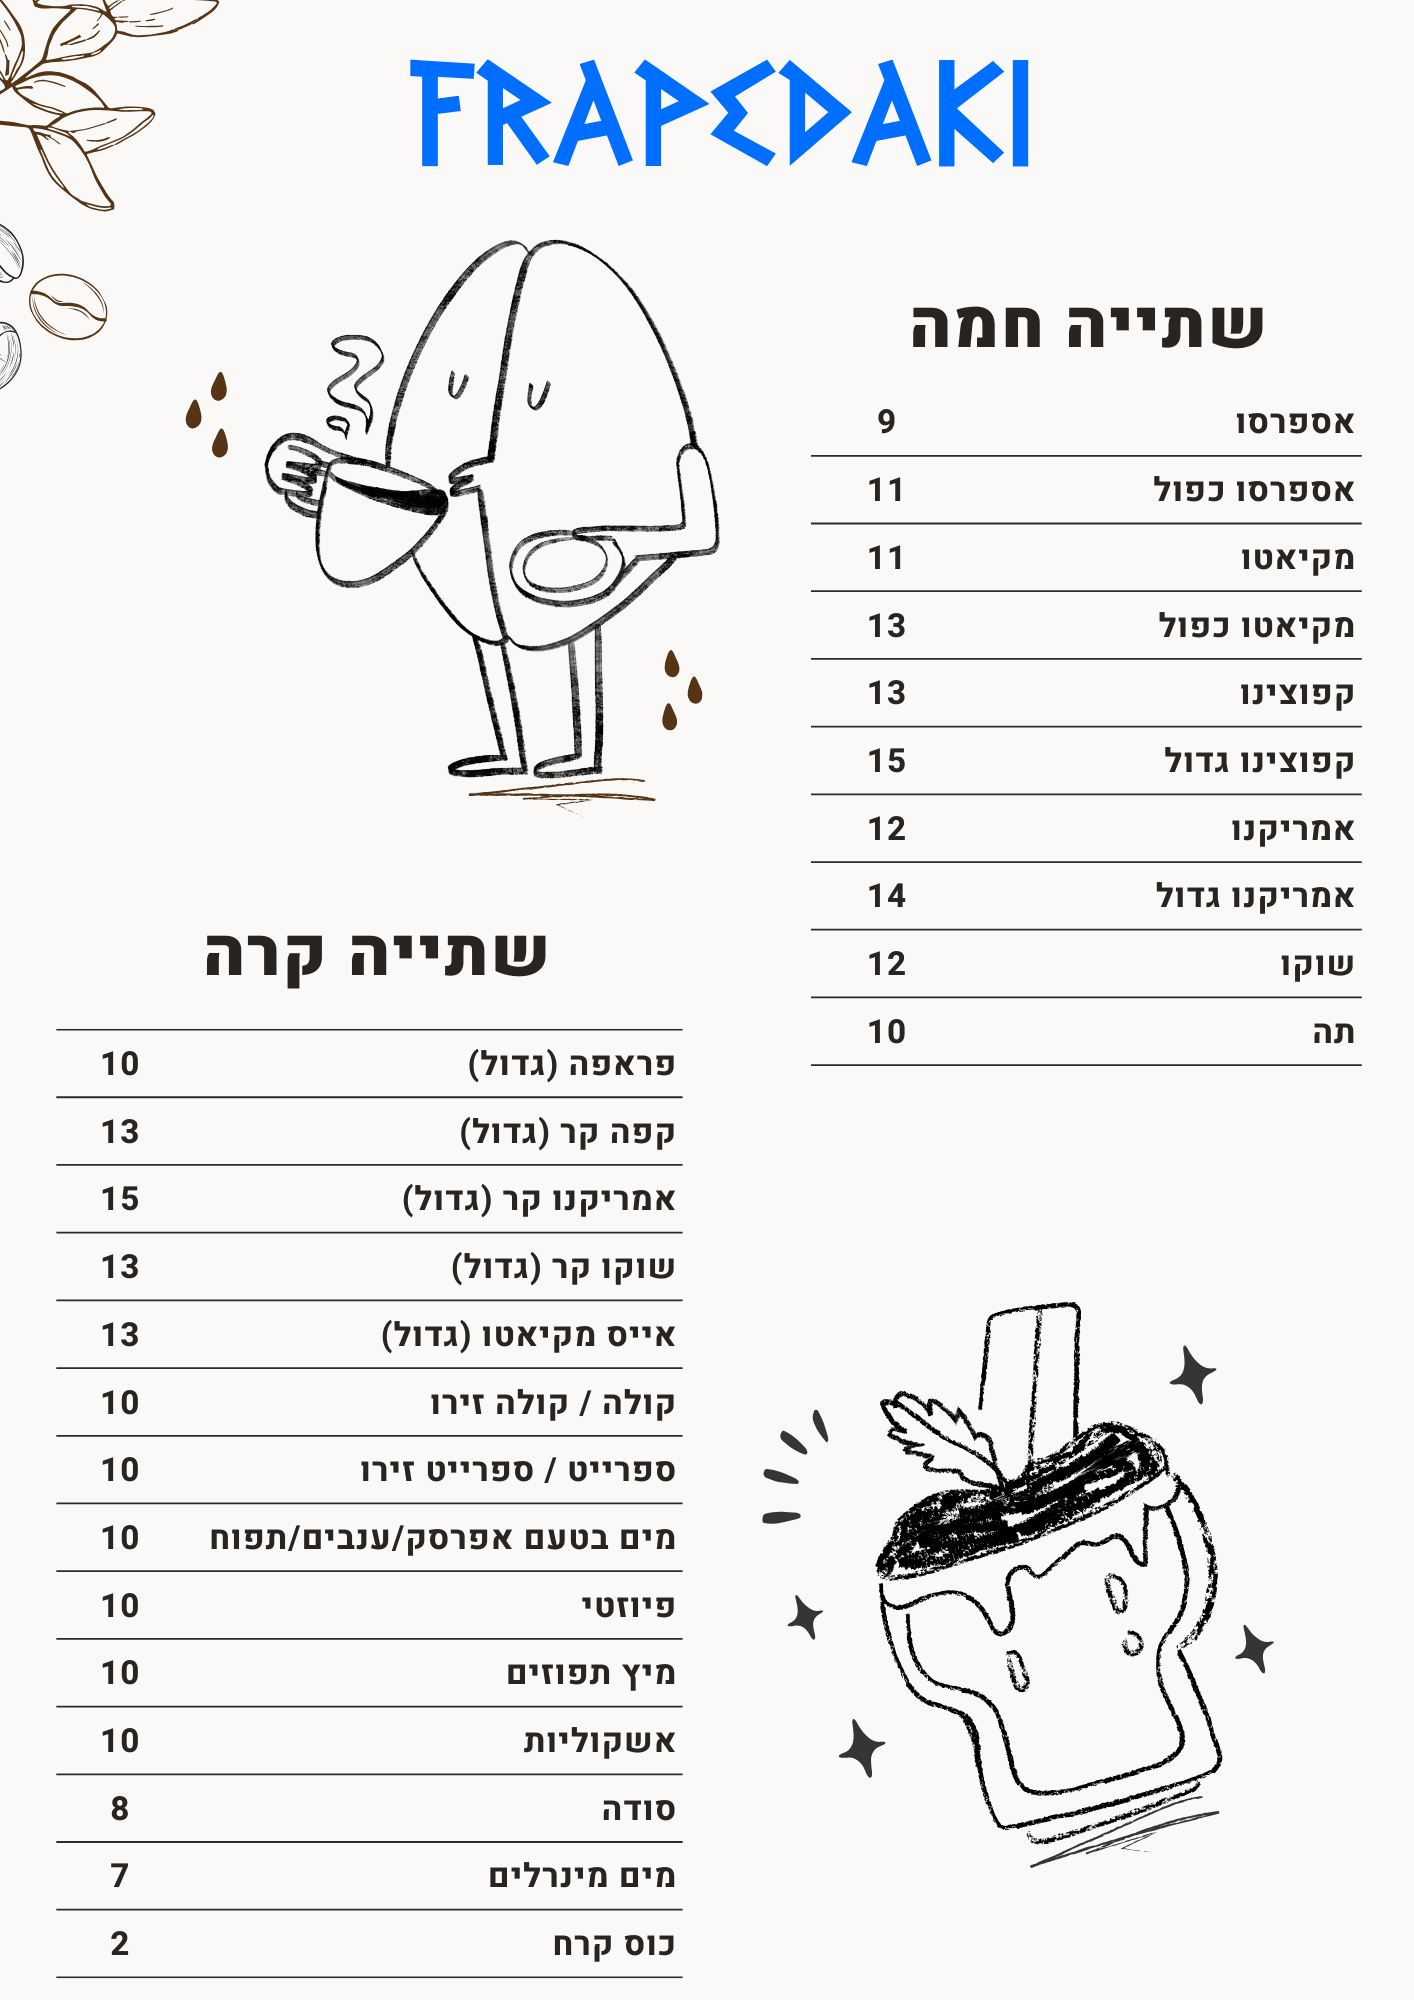 FRAPEDAKI
שתייה חמה
אספרסו 9
אספרסו כפול 11
מקיאטו 11
מקיאטו כפול 13
קפוצינו 13
קפוצינו גדול 15
אמריקנו 12
אמריקנו גדול 14
שוקו 12
תה 10
שתייה קרה
פראפה (גדול) 10
קפה קר (גדול) 13
אמריקנו קר (גדול) 15
שוקו קר (גדול) 13
אייס מקיאטו (גדול) 13
קולה / קולה זירו 10
ספרייט / ספרייט זירו 10
מים בטעם אפרסק/ענבים/תפוח 10
פיוזטי 10
מיץ תפוזים 10
אשקוליות 10
סודה 8
מים מינרלים 7
כוס קרח 2